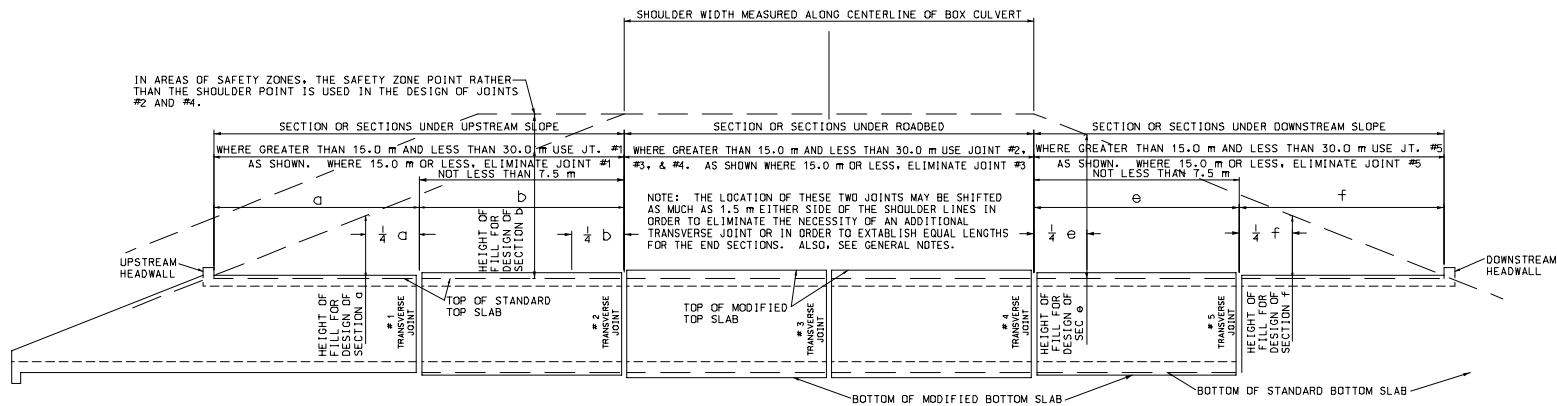 SHOULDER WIDTH MEASURED ALONG CENTERLINE OF BOX CULVERT
IN AREAS OF SAFETY ZONES, THE SAFETY ZONE POINT RATHER
THAN THE SHOULDER POINT IS USED IN THE DESIGN OF JOINTS
#2 AND #4.
SECTION OR SECTIONS UNDER UPSTREAM SLOPE
WHERE GREATER THAN 15.0 m AND LESS THAN 30.0 m USE JT. #1
AS SHOWN. WHERE 15.0 m OR LESS, ELIMINATE JOINT #1
NOT LESS THAN 7.5 m
SECTION OR SECTIONS UNDER ROADBED
WHERE GREATER THAN 15.0 m AND LESS THAN 30.0 m USE JOINT #2,
#3, & #4. AS SHOWN WHERE 15.0 m OR LESS, ELIMINATE JOINT #3
SECTION OR SECTIONS UNDER DOWNSTREAM SLOPE
WHERE GREATER THAN 15.0 m AND LESS THAN 30.0 m USE JT. #5
AS SHOWN. WHERE 15.0 m OR LESS, ELIMINATE JOINT #5
NOT LESS THAN 7.5 m
a
b
e
f
NOTE: THE LOCATION OF THESE TWO JOINTS MAY BE SHIFTED
AS MUCH AS 1.5 m EITHER SIDE OF THE SHOULDER LINES IN
ORDER TO ELIMINATE THE NECESSITY OF AN ADDITIONAL
TRANSVERSE JOINT OR IN ORDER TO EXTABLISH EQUAL LENGTHS
FOR THE END SECTIONS. ALSO, SEE GENERAL NOTES.
1/4 a
HEIGHT OF
FILL FOR
DESIGN OF
SECTION b
1/4 b
1/4 e
1/4 f
UPSTREAM
HEADWALL
DOWNSTREAM
HEADWALL
TOP OF STANDARD
TOP SLAB
TOP OF MODIFIED
TOP SLAB
HEIGHT OF
FILL FOR
DESIGN OF
SECTION a
#1
TRANSVERSE
JOINT
#2
TRANSVERSE
JOINT
#3
TRANSVERSE
JOINT
#4
TRANSVERSE
JOINT
HEIGHT OF
FILL FOR
DESIGN OF
SEC e
#5
TRANSVERSE
JOINT
HEIGHT OF
FILL FOR
DESIGN OF
SECTION f
BOTTOM OF MODIFIED BOTTOM SLAB
BOTTOM OF STANDARD BOTTOM SLAB